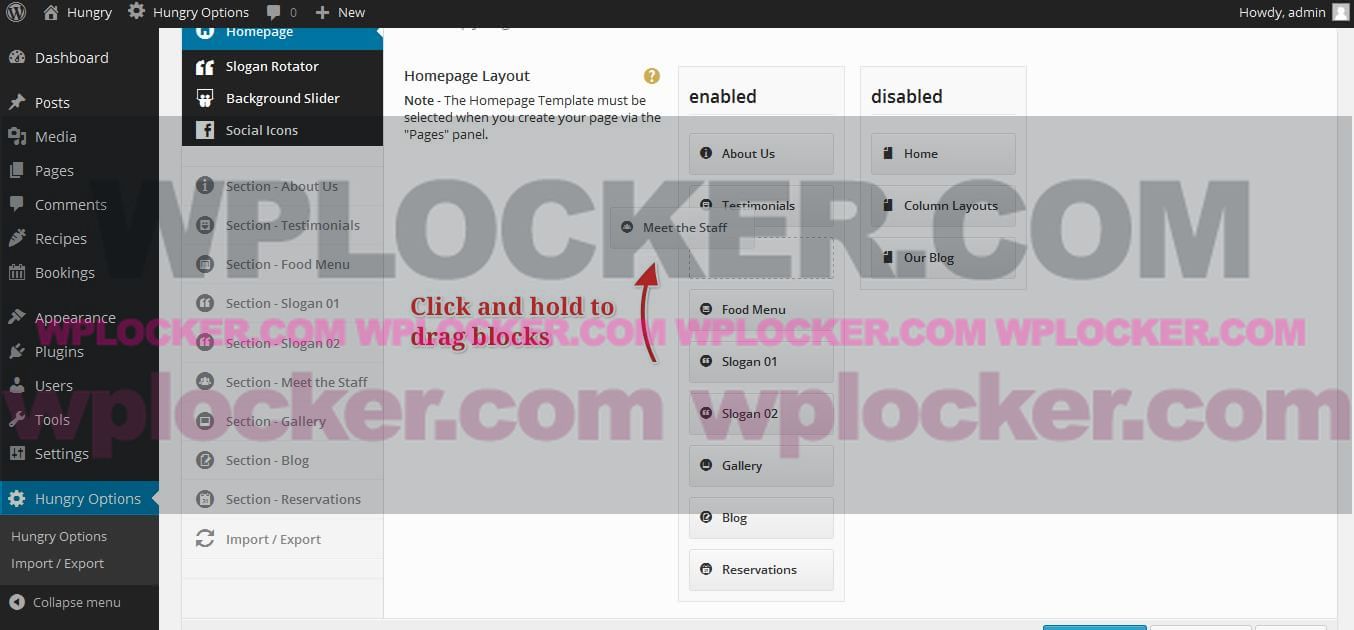 Hungry
Hungry Options
0
New
Howdy, admin
Dashboard
Posts
Media
Pages
Comments
Recipes
Bookings
Appearance
Plugins
Users
Tools
Settings
Hungry Options
Hungry Options
Import / Export
Collapse menu
Homepage
Slogan Rotator
Background Slider
Social Icons
Section - About Us
Section - Testimonials
Section - Food Menu
Section - Slogan 01
Section - Slogan 02
Section - Meet the Staff
Section - Gallery
Section - Blog
Section - Reservations
Import / Export
Homepage Layout
?
Note - The Homepage Template must be
selected when you create your page via the
"Pages" panel.
Click and hold to
drag blocks
enabled
About Us
Testimonials
Meet the Staff
Food Menu
Slogan 01
Slogan 02
Gallery
Blog
Reservations
disabled
Home
Column Layouts
Our Blog
WPLOCKER.COM
WPLOCKER.COM WPLOCKER.COM WPLOCKER.COM WPLOCKER.COM
wplocker.com wplocker.com